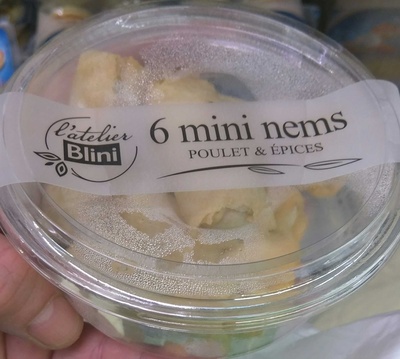 l'atelier
Blini
6 mini nems
POULET & ÉPICES